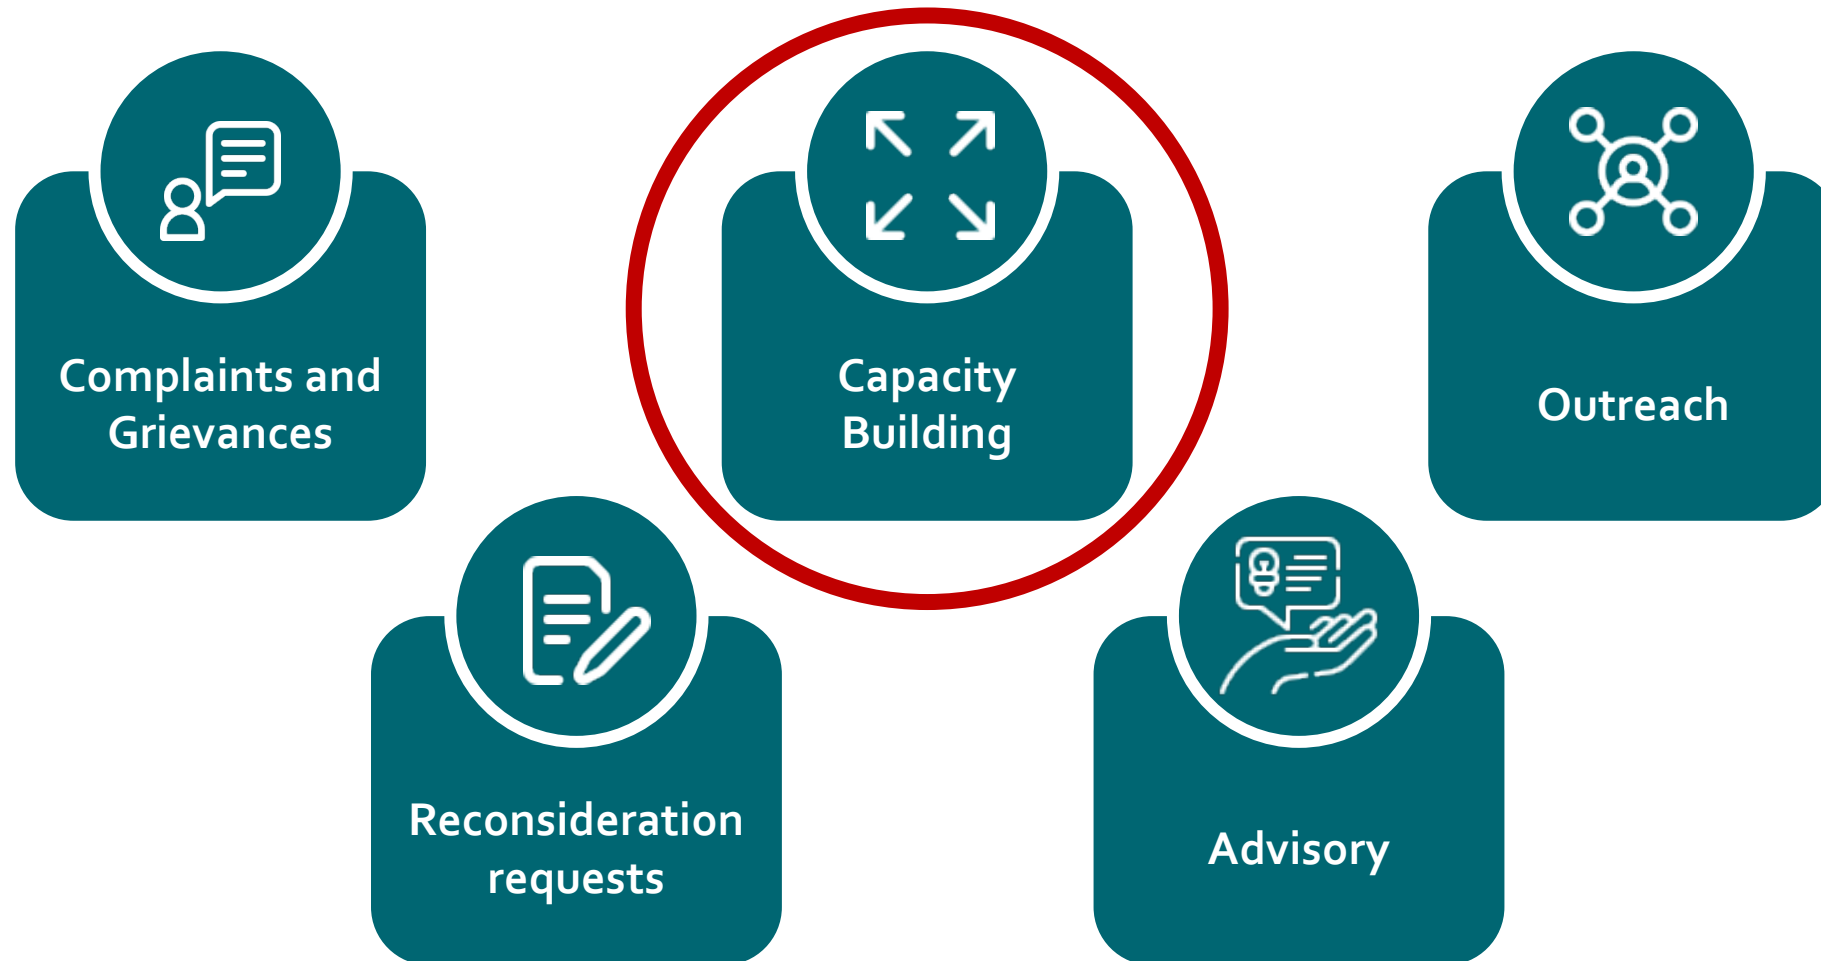 Complaints and
Grievances
Capacity
Building
Outreach
Reconsideration
requests
Advisory